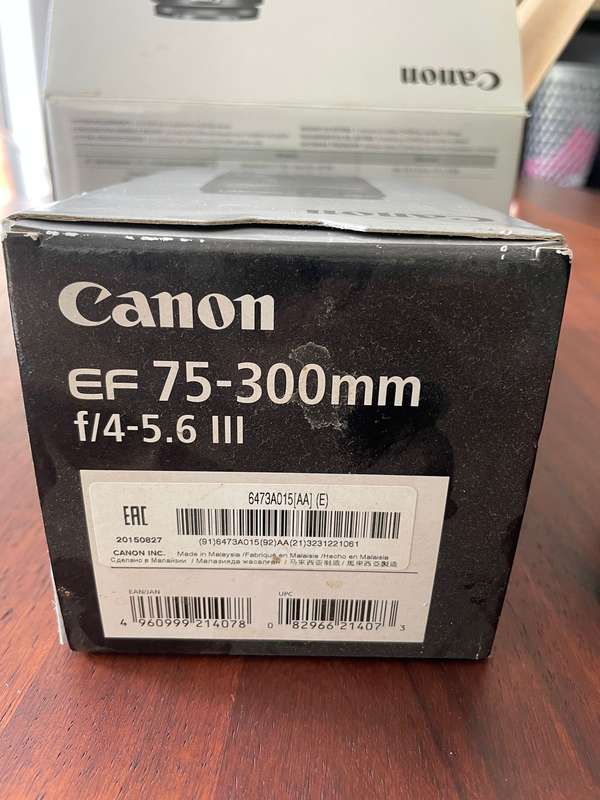 Canon
Canon
Canon
EF 75-300mm
f/4-5.6 III
6473A015[AA] (E)
EAC
20150827
(91)6473A015(92)AA(21)3231221061
CANON INC. Made in Malaysia /Fabriqué en Malaisie /Hecho en Malasia
Сделано в Малайзии / Малазияда жасалған / 马来西亚制造 / 馬來西亞製造
EAN/JAN
4 960999 214078
UPC
0 82966 21407 3